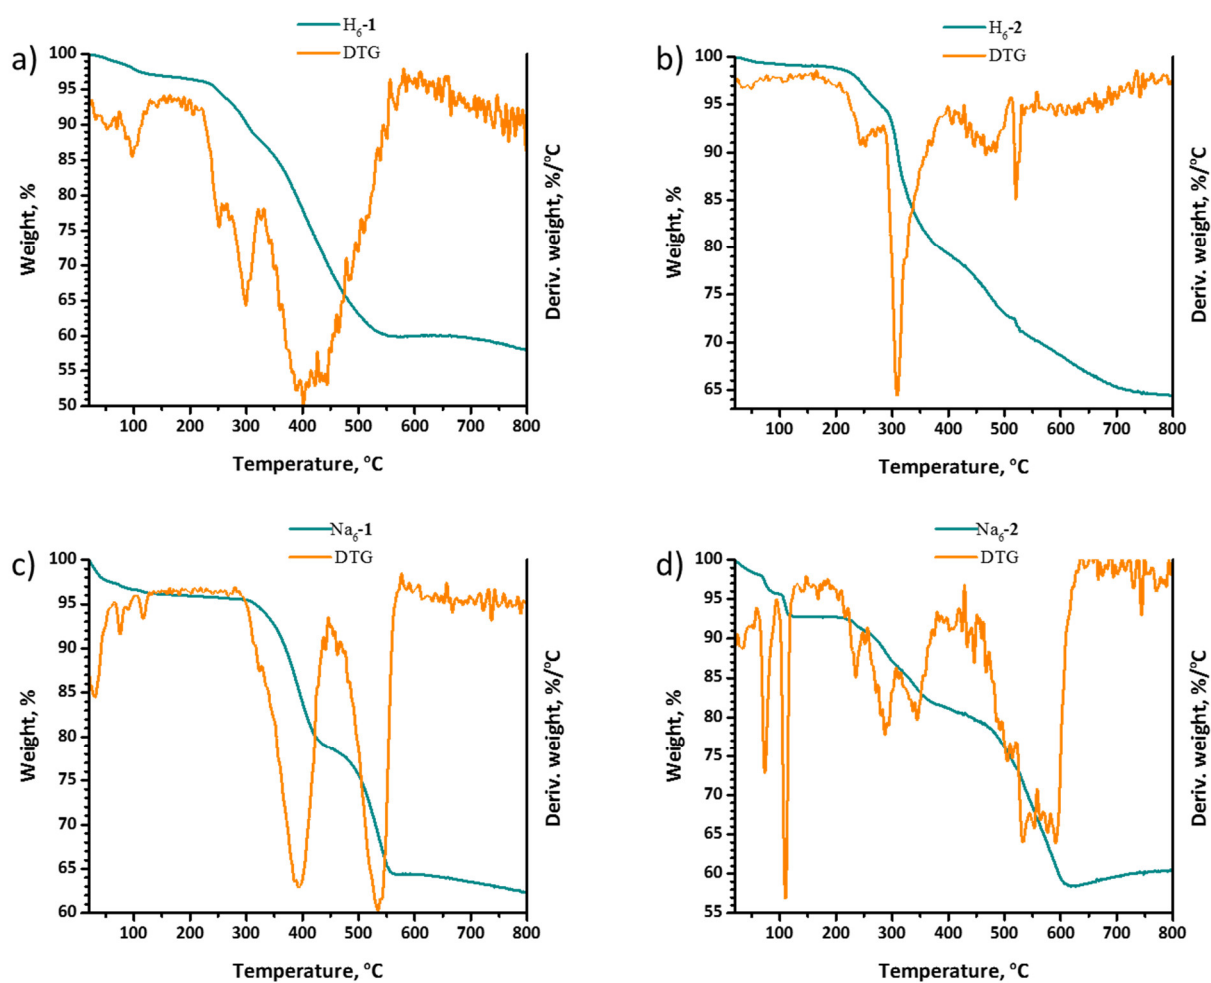 a)
H₆-1
DTG
100
95
90
85
80
75
70
65
60
55
50
Weight, %
Deriv. weight, %/°C
100 200 300 400 500 600 700 800
Temperature, °C
b)
H₆-2
DTG
100
95
90
85
80
75
70
65
Weight, %
Deriv. weight, %/°C
100 200 300 400 500 600 700 800
Temperature, °C
c)
Na₆-1
DTG
100
95
90
85
80
75
70
65
60
Weight, %
Deriv. weight, %/°C
100 200 300 400 500 600 700 800
Temperature, °C
d)
Na₆-2
DTG
100
95
90
85
80
75
70
65
60
55
Weight, %
Deriv. weight, %/°C
100 200 300 400 500 600 700 800
Temperature, °C